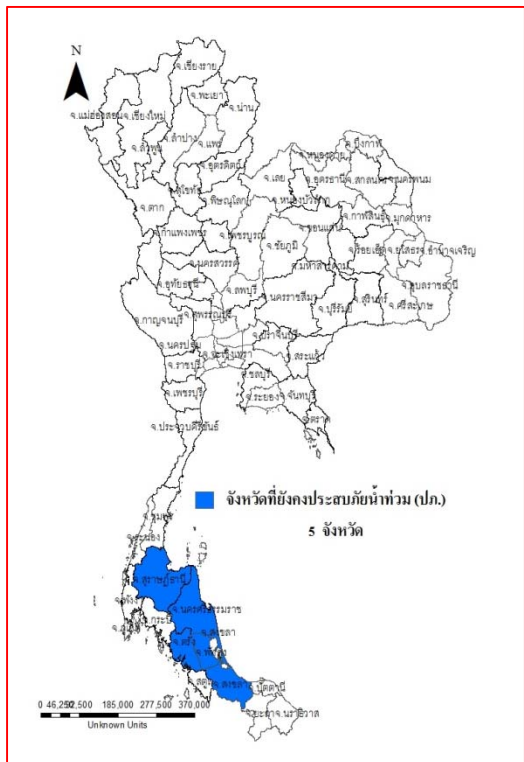 N
จ.เชียงราย
จ.พะเยา
จ.น่าน
จ.แม่ฮ่องสอน
จ.เชียงใหม่
จ.ลำปาง
จ.แพร่
จ.ลำพูน
จ.อุตรดิตถ์
จ.สุโขทัย
จ.ตาก
จ.พิษณุโลก
จ.เลย
จ.บึงกาฬ
จ.หนองคาย
จ.อุดรธานี
จ.สกลนคร
จ.นครพนม
จ.หนองบัวลำภู
จ.กำแพงเพชร
จ.เพชรบูรณ์
จ.ขอนแก่น
จ.กาฬสินธุ์
จ.มุกดาหาร
จ.ชัยภูมิ
จ.ร้อยเอ็ด
จ.ยโสธร
จ.อำนาจเจริญ
จ.นครสวรรค์
จ.มหาสารคาม
จ.อุทัยธานี
จ.ลพบุรี
จ.นครราชสีมา
จ.บุรีรัมย์
จ.สุรินทร์
จ.ศรีสะเกษ
จ.อุบลราชธานี
จ.กาญจนบุรี
จ.สุพรรณบุรี
จ.ปราจีนบุรี
จ.นครปฐม
จ.ฉะเชิงเทรา
จ.สระแก้ว
จ.ราชบุรี
จ.ชลบุรี
จ.เพชรบุรี
จ.ระยอง
จ.จันทบุรี
จ.ตราด
จ.ประจวบคีรีขันธ์
จังหวัดที่ยังคงประสบภัยน้ำท่วม (ปภ.)
5 จังหวัด
จ.ชุมพร
จ.ระนอง
จ.สุราษฎร์ธานี
จ.พังงา
จ.นครศรีธรรมราช
จ.กระบี่
จ.ภูเก็ต
จ.สงขลา
จ.ตรัง
จ.พัทลุง
จ.สตูล
จ.สงขลา
จ.ปัตตานี
จ.ยะลา
จ.นราธิวาส
0 46,250 92,500 185,000 277,500 370,000
Unknown Units